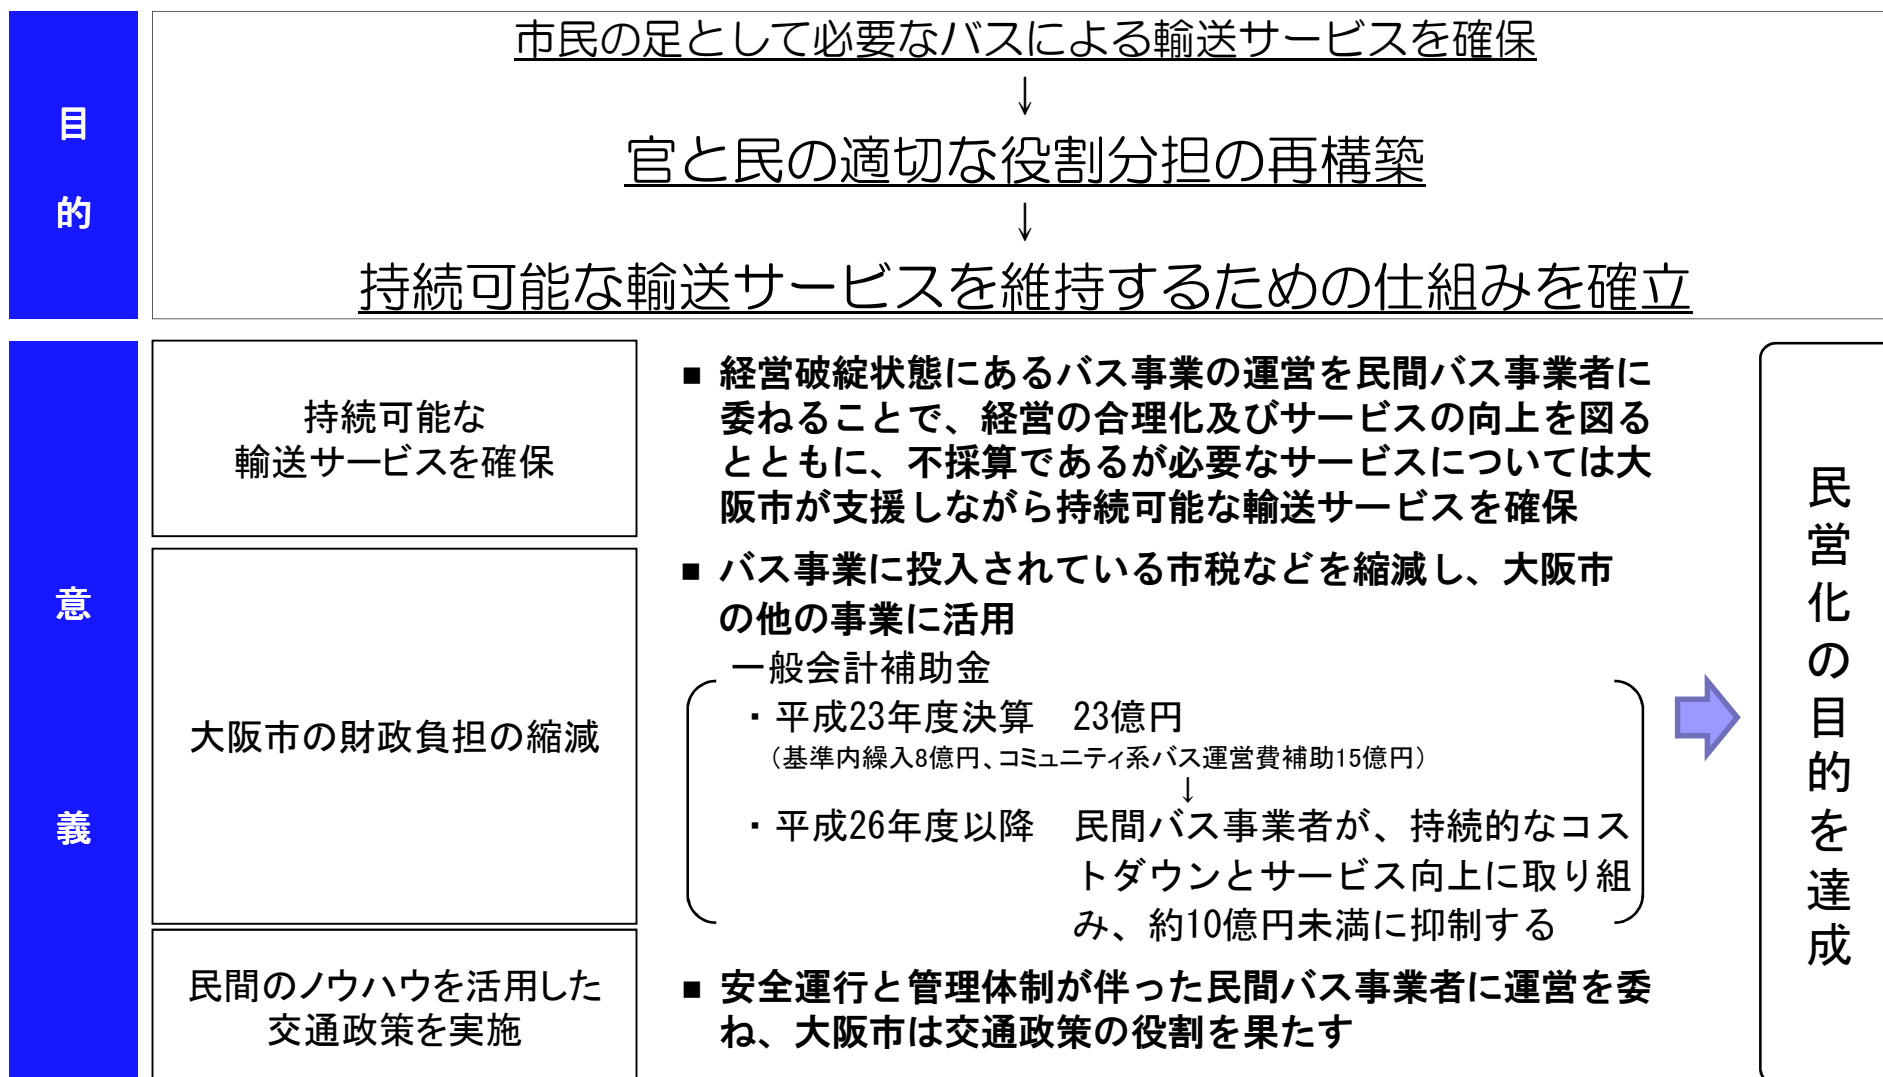 目的
市民の足として必要なバスによる輸送サービスを確保
↓
官と民の適切な役割分担の再構築
↓
持続可能な輸送サービスを維持するための仕組みを確立
意義
持続可能な
輸送サービスを確保
■ 経営破綻状態にあるバス事業の運営を民間バス事業者に
委ねることで、経営の合理化及びサービスの向上を図る
とともに、不採算であるが必要なサービスについては大
阪市が支援しながら持続可能な輸送サービスを確保
大阪市の財政負担の縮減
■ バス事業に投入されている市税などを縮減し、大阪市
の他の事業に活用
一般会計補助金
・平成23年度決算　23億円
（基準内繰入8億円、コミュニティ系バス運営費補助15億円）
↓
・平成26年度以降　民間バス事業者が、持続的なコス
トダウンとサービス向上に取り組
み、約10億円未満に抑制する
民間のノウハウを活用した
交通政策を実施
■ 安全運行と管理体制が伴った民間バス事業者に運営を委
ね、大阪市は交通政策の役割を果たす
民営化の目的を達成